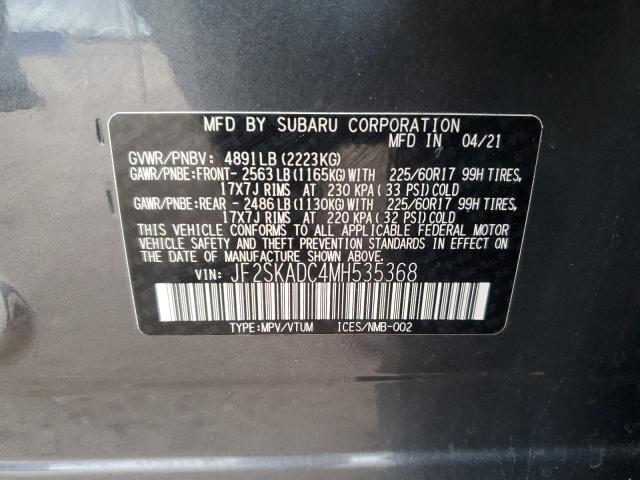 MFD BY SUBARU CORPORATION
MFD IN 04/21
GVWR/PNBV: 4891LB(2223KG)
GAWR/PNBE:FRONT- 2563LB(1165KG)WITH 225/60R17 99H TIRES,
17X7J RIMS AT 230 KPA(33 PSI)COLD
GAWR/PNBE:REAR - 2486LB(1130KG)WITH 225/60R17 99H TIRES,
17X7J RIMS AT 220 KPA(32 PSI)COLD
THIS VEHICLE CONFORMS TO ALL APPLICABLE FEDERAL MOTOR
VEHICLE SAFETY AND THEFT PREVENTION STANDARDS IN EFFECT ON
THE DATE OF MANUFACTURE SHOWN ABOVE.
VIN: JF2SKADC4MH535368
TYPE:MPV/VTUM ICES/NMB-002